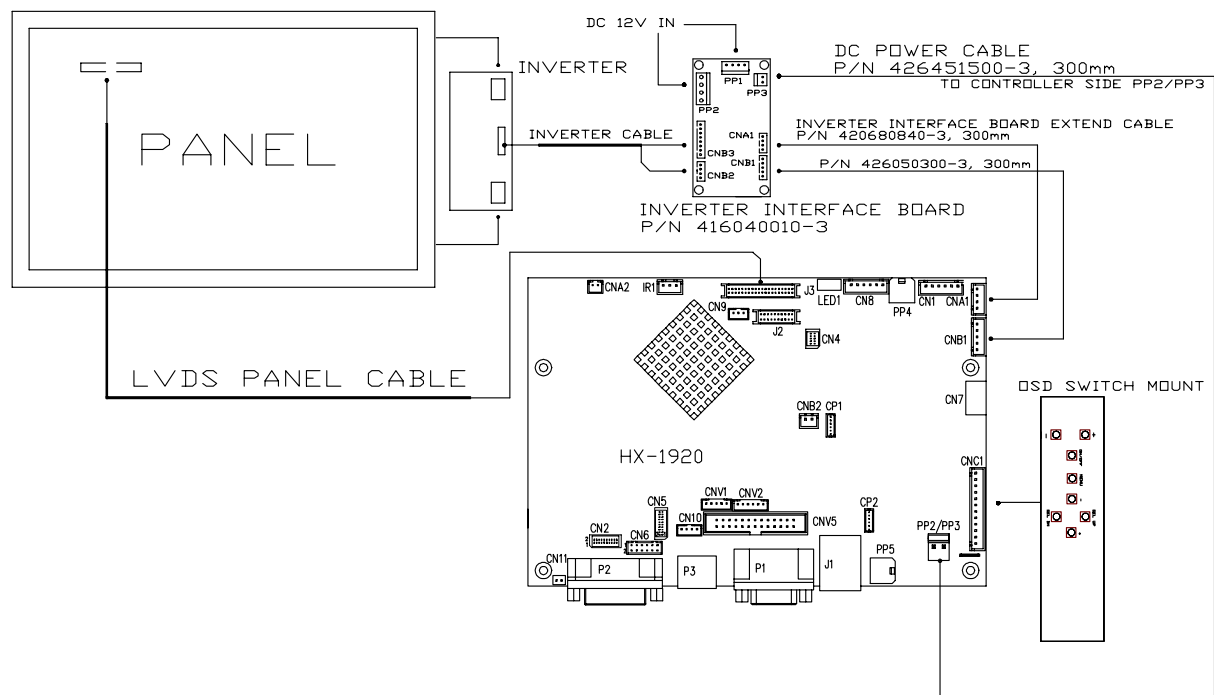 DC 12V IN
DC POWER CABLE
P/N 426451500-3, 300mm
TO CONTROLLER SIDE PP2/PP3
INVERTER
PP1
PP3
PP2
PANEL
INVERTER CABLE
CNA1
CNB3
CNB1
CNB2
INVERTER INTERFACE BOARD EXTEND CABLE
P/N 420680840-3, 300mm
P/N 426050300-3, 300mm
INVERTER INTERFACE BOARD
P/N 416040010-3
CNA2
IR1
J3
LED1
CN8
PP4
CN1
CNA1
CN9
J2
CN4
CNB1
LVDS PANEL CABLE
CN7
OSD SWITCH MOUNT
CNB2
CP1
HX-1920
CNC1
- +
MENU
-
+
CNV1
CNV2
CN5
CN10
CNV5
CP2
PP2/PP3
CN2
CN6
CN11
P2
P3
P1
J1
PP5